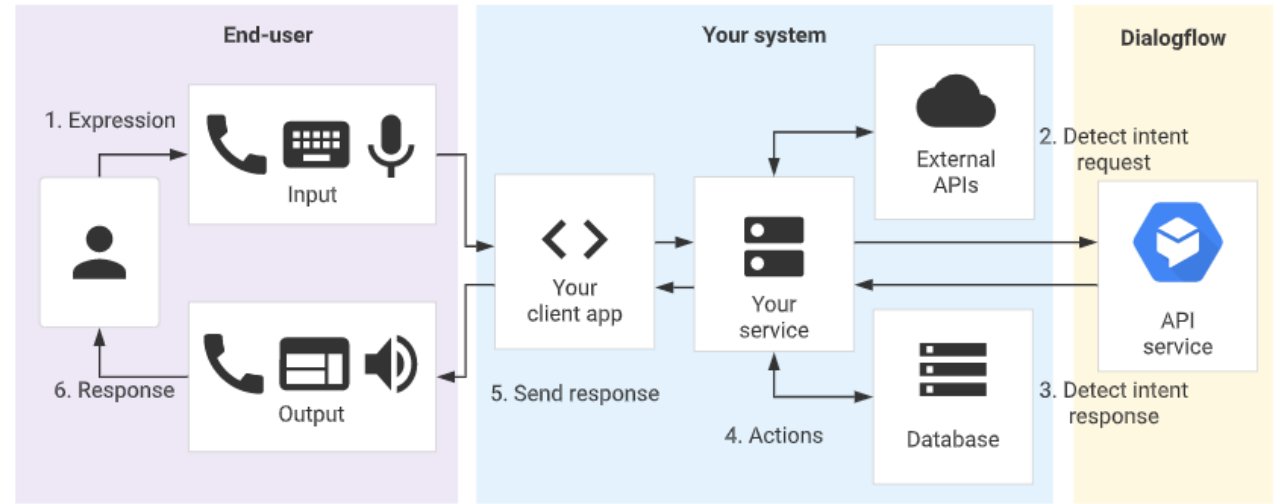 End-user
Your system
Dialogflow
1. Expression
Input
External
APIs
2. Detect intent
request
Your
client app
Your
service
API
service
6. Response
Output
5. Send response
4. Actions
Database
3. Detect intent
response